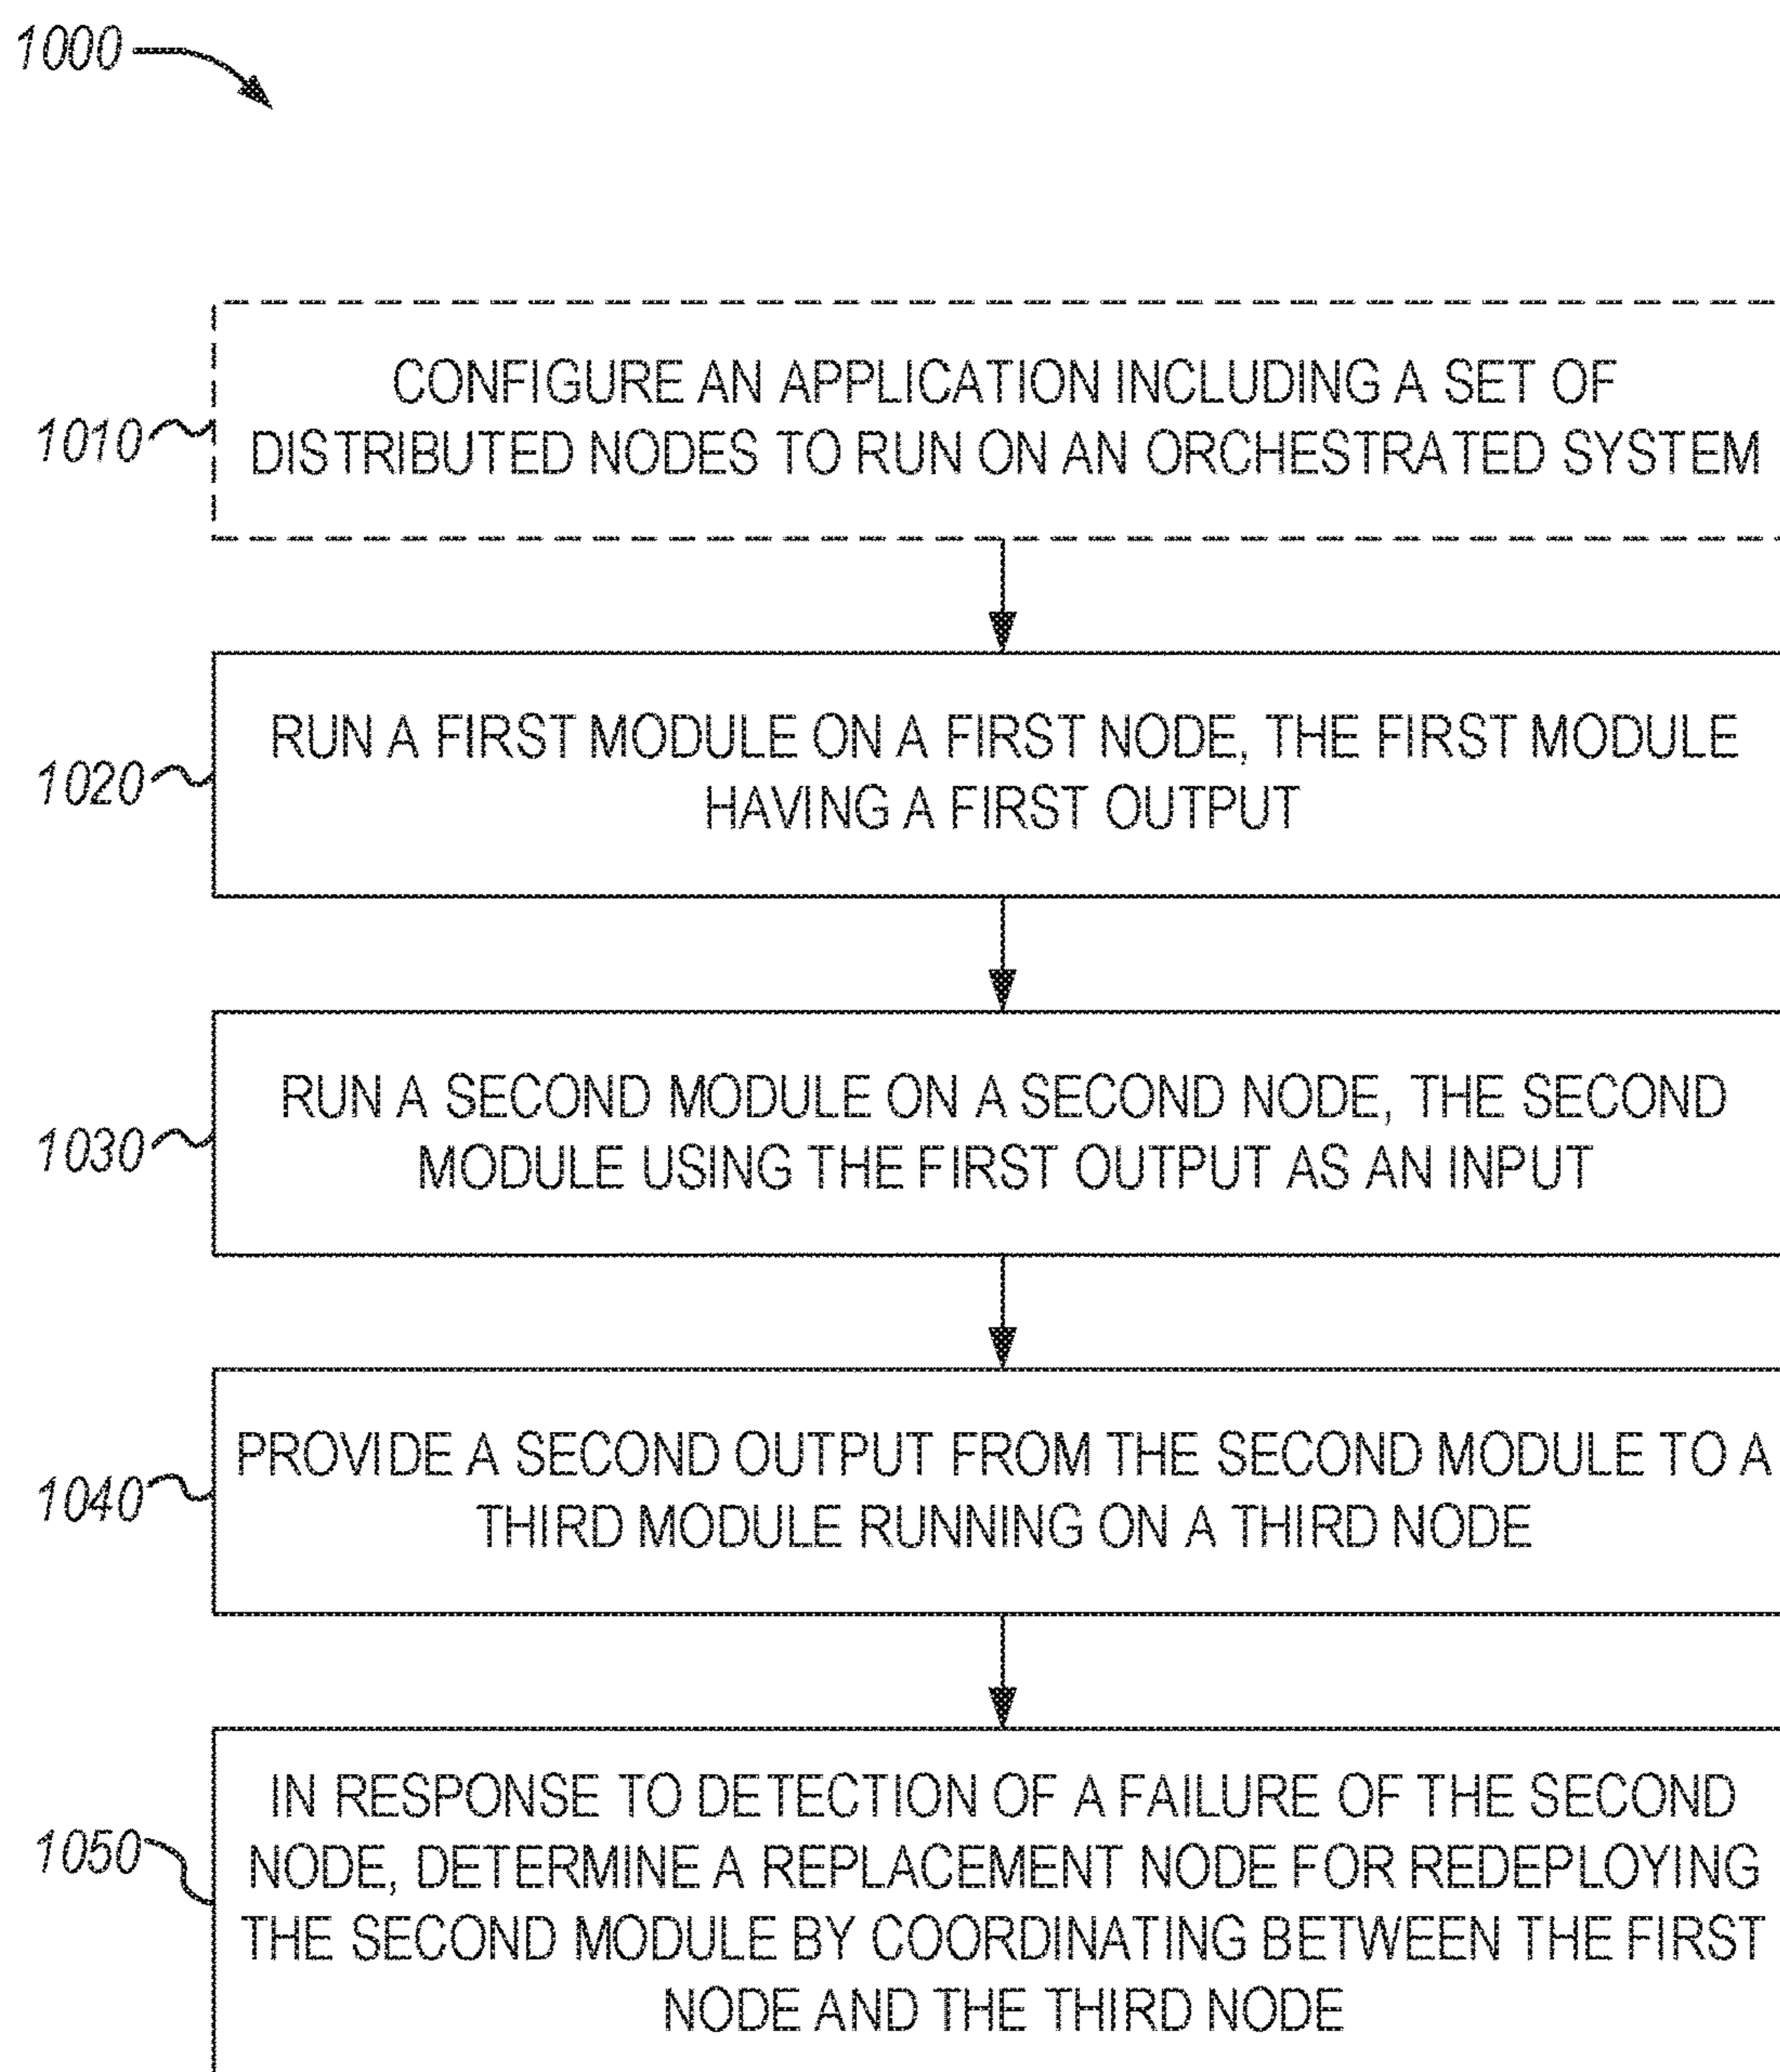 1000
CONFIGURE AN APPLICATION INCLUDING A SET OF
1010
DISTRIBUTED NODES TO RUN ON AN ORCHESTRATED SYSTEM
RUN A FIRST MODULE ON A FIRST NODE, THE FIRST MODULE
1020
HAVING A FIRST OUTPUT
RUN A SECOND MODULE ON A SECOND NODE, THE SECOND
1030
MODULE USING THE FIRST OUTPUT AS AN INPUT
PROVIDE A SECOND OUTPUT FROM THE SECOND MODULE TO A
1040
THIRD MODULE RUNNING ON A THIRD NODE
IN RESPONSE TO DETECTION OF A FAILURE OF THE SECOND
1050
NODE, DETERMINE A REPLACEMENT NODE FOR REDEPLOYING
THE SECOND MODULE BY COORDINATING BETWEEN THE FIRST
NODE AND THE THIRD NODE